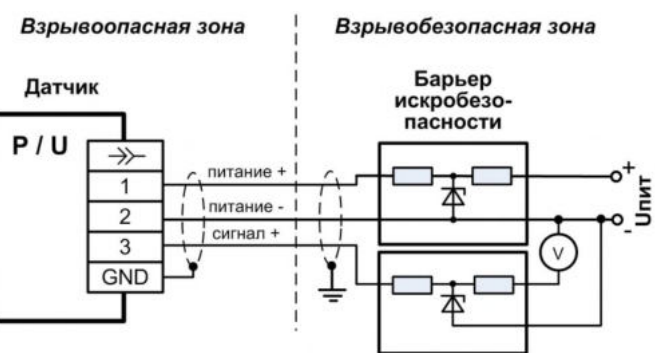 Взрывоопасная зона
Взрывобезопасная зона
Датчик
Барьер
искробезо-
пасности
P / U
1
2
3
GND
питание +
питание -
сигнал +
+
-
Uпит
V